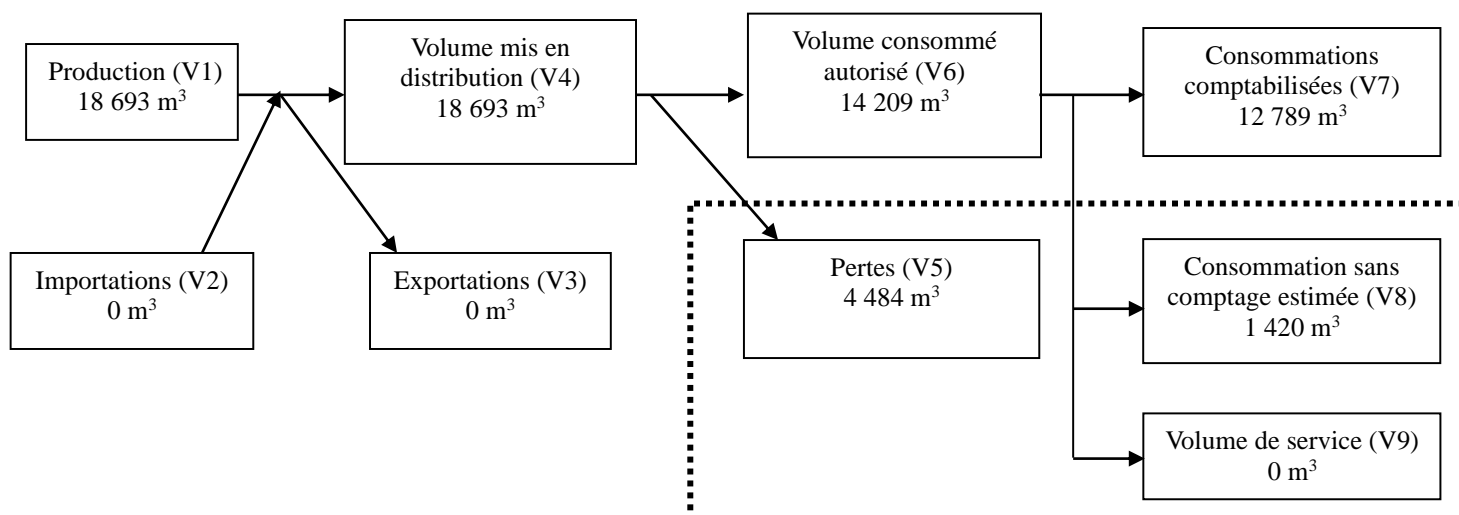 Production (V1)
18 693 m³
Volume mis en
distribution (V4)
18 693 m³
Volume consommé
autorisé (V6)
14 209 m³
Consommations
comptabilisées (V7)
12 789 m³
Importations (V2)
0 m³
Exportations (V3)
0 m³
Pertes (V5)
4 484 m³
Consommation sans
comptage estimée (V8)
1 420 m³
Volume de service (V9)
0 m³